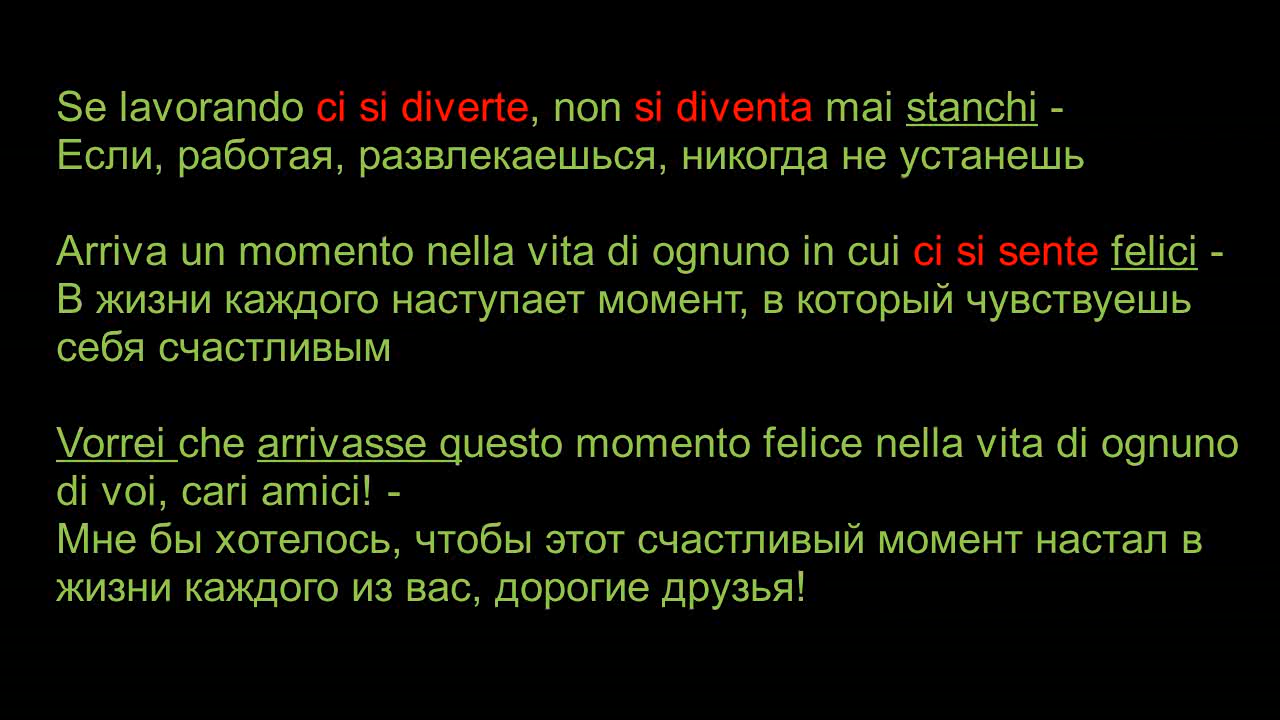 Se lavorando ci si diverte, non si diventa mai stanchi -
Если, работая, развлекаешься, никогда не устанешь
Arriva un momento nella vita di ognuno in cui ci si sente felici -
В жизни каждого наступает момент, в который чувствуешь
себя счастливым
Vorrei che arrivasse questo momento felice nella vita di ognuno
di voi, cari amici! -
Мне бы хотелось, чтобы этот счастливый момент настал в
жизни каждого из вас, дорогие друзья!